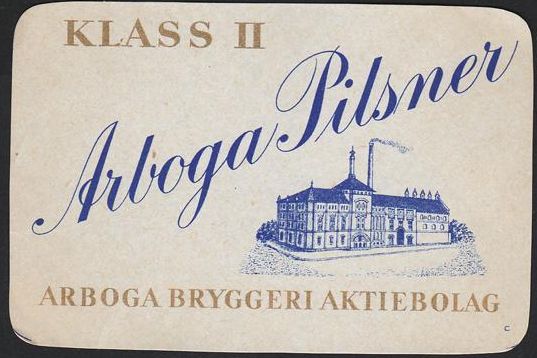 KLASS II
Arboga Pilsner
ARBOGA BRYGGERI AKTIEBOLAG
C